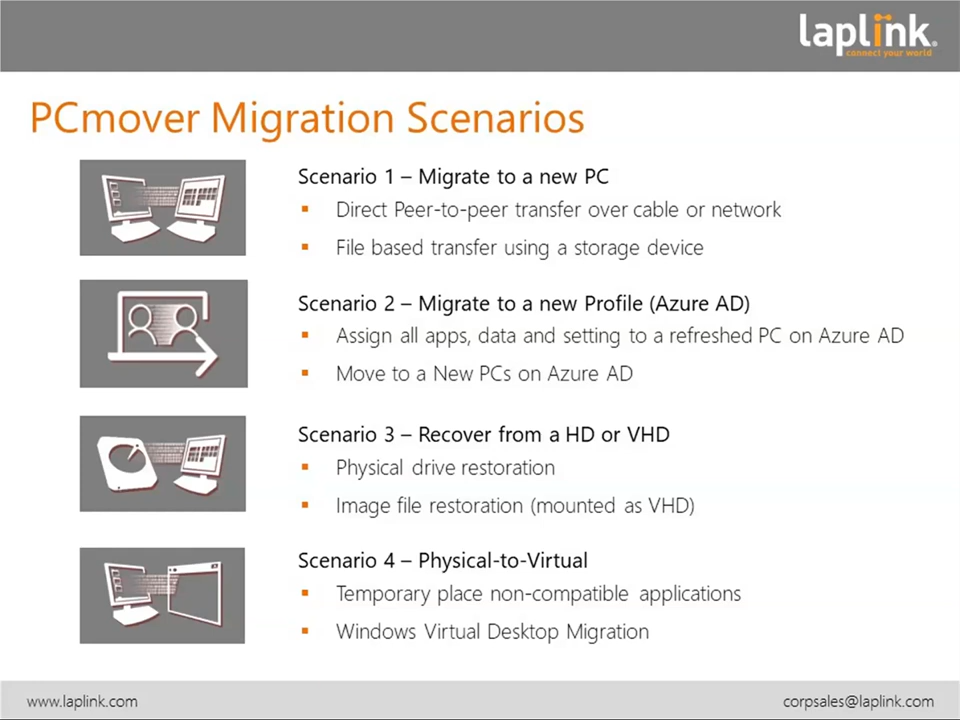 laplink.
connect your world
PCmover Migration Scenarios
Scenario 1 – Migrate to a new PC
▪ Direct Peer-to-peer transfer over cable or network
▪ File based transfer using a storage device
Scenario 2 – Migrate to a new Profile (Azure AD)
▪ Assign all apps, data and setting to a refreshed PC on Azure AD
▪ Move to a New PCs on Azure AD
Scenario 3 – Recover from a HD or VHD
▪ Physical drive restoration
▪ Image file restoration (mounted as VHD)
Scenario 4 – Physical-to-Virtual
▪ Temporary place non-compatible applications
▪ Windows Virtual Desktop Migration
www.laplink.com
corpsales@laplink.com